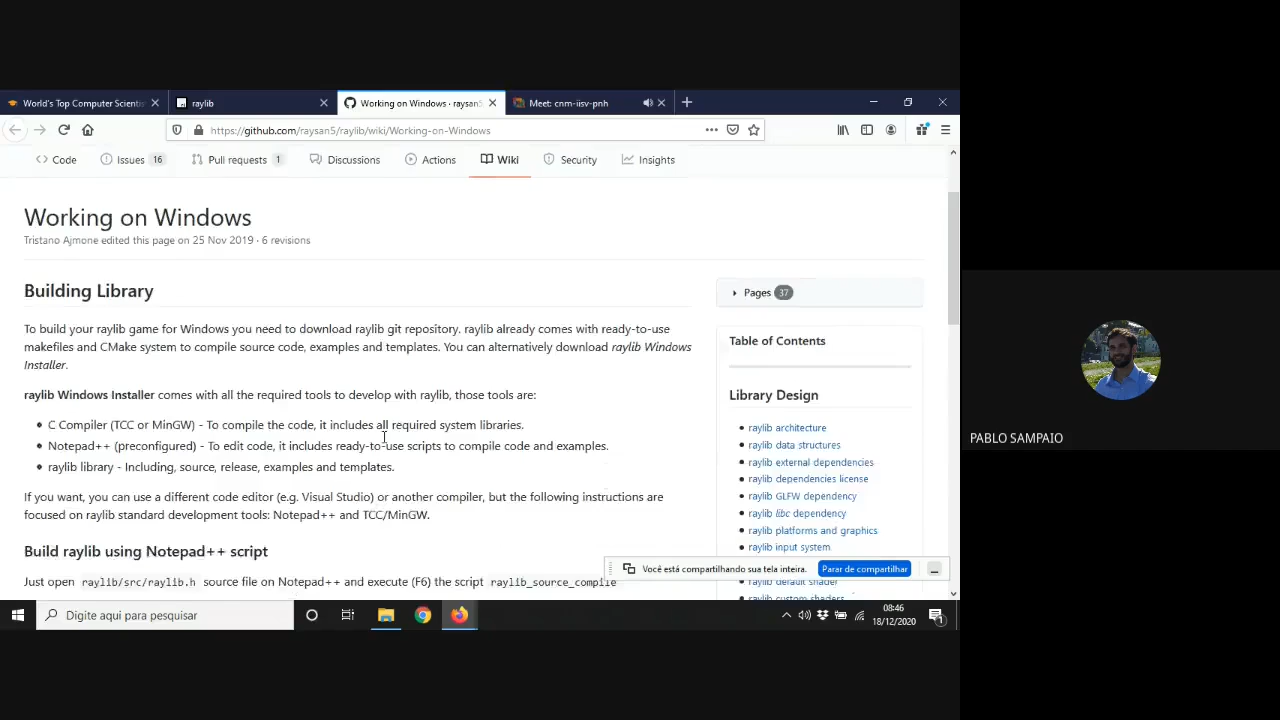 World's Top Computer Scientis
raylib
Working on Windows · raysan5
Meet: cnm-iisv-pnh
https://github.com/raysan5/raylib/wiki/Working-on-Windows
Code
Issues 16
Pull requests 1
Discussions
Actions
Wiki
Security
Insights
Working on Windows
Tristano Ajmone edited this page on 25 Nov 2019 · 6 revisions
Building Library
To build your raylib game for Windows you need to download raylib git repository. raylib already comes with ready-to-use
makefiles and CMake system to compile source code, examples and templates. You can alternatively download raylib Windows
Installer.
raylib Windows Installer comes with all the required tools to develop with raylib, those tools are:
C Compiler (TCC or MinGW) - To compile the code, it includes all required system libraries.
Notepad++ (preconfigured) - To edit code, it includes ready-to-use scripts to compile code and examples.
raylib library - Including, source, release, examples and templates.
If you want, you can use a different code editor (e.g. Visual Studio) or another compiler, but the following instructions are
focused on raylib standard development tools: Notepad++ and TCC/MinGW.
Build raylib using Notepad++ script
Just open raylib/src/raylib.h source file on Notepad++ and execute (F6) the script raylib_source_compile
Pages 37
Table of Contents
Library Design
raylib architecture
raylib data structures
raylib external dependencies
raylib dependencies license
raylib GLFW dependency
raylib libc dependency
raylib platforms and graphics
raylib input system
raylib default shader
raylib custom shaders
Você está compartilhando sua tela inteira.
Parar de compartilhar
Digite aqui para pesquisar
08:46
18/12/2020
1
PABLO SAMPAIO